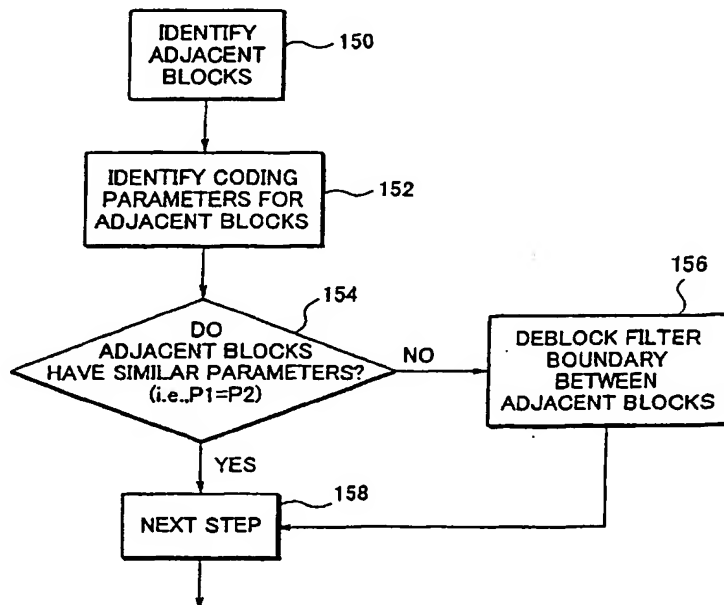 IDENTIFY
ADJACENT
BLOCKS
150
IDENTIFY CODING
PARAMETERS FOR
ADJACENT BLOCKS
152
154
DO
ADJACENT BLOCKS
HAVE SIMILAR PARAMETERS?
(i.e.,P1=P2)
NO
156
DEBLOCK FILTER
BOUNDARY
BETWEEN
ADJACENT BLOCKS
YES
158
NEXT STEP